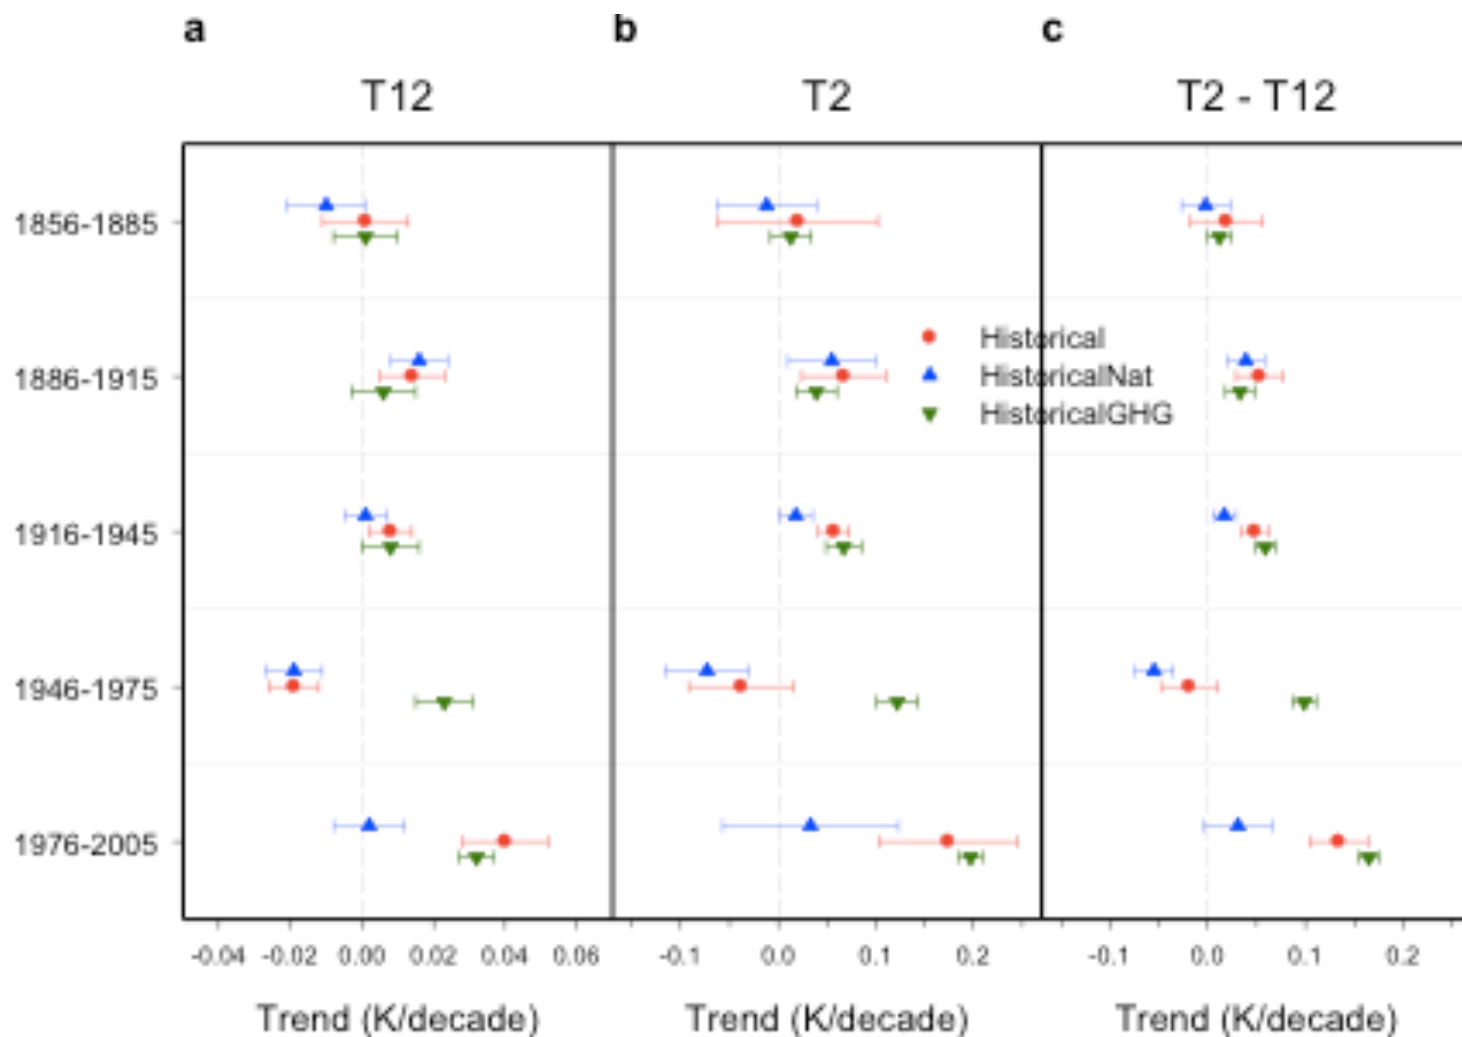 a b c
T12 T2 T2 - T12
1856-1885
Historical
1886-1915 HistoricalNat
HistoricalGHG
1916-1945
1946-1975
1976-2005
-0.04 -0.02 0.00 0.02 0.04 0.06 -0.1 0.0 0.1 0.2 -0.1 0.0 0.1 0.2
Trend (K/decade) Trend (K/decade) Trend (K/decade)